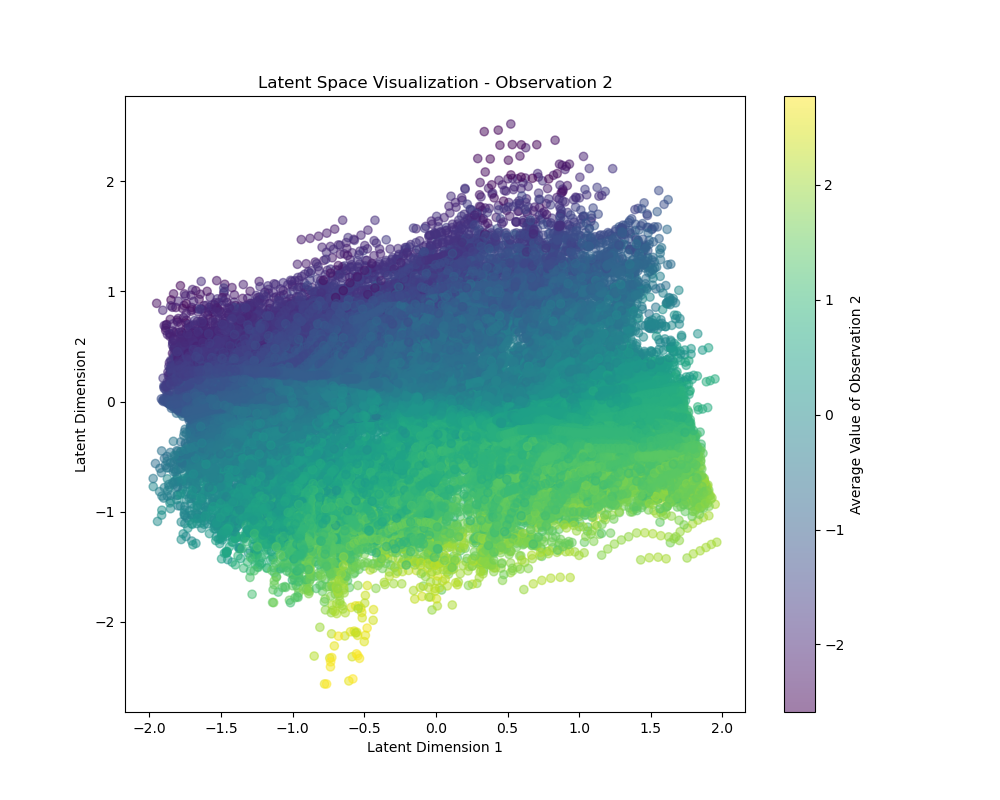 Latent Space Visualization - Observation 2
Latent Dimension 2
2
1
0
−1
−2
−2.0 −1.5 −1.0 −0.5 0.0 0.5 1.0 1.5 2.0
Latent Dimension 1
2
1
0
−1
−2
Average Value of Observation 2